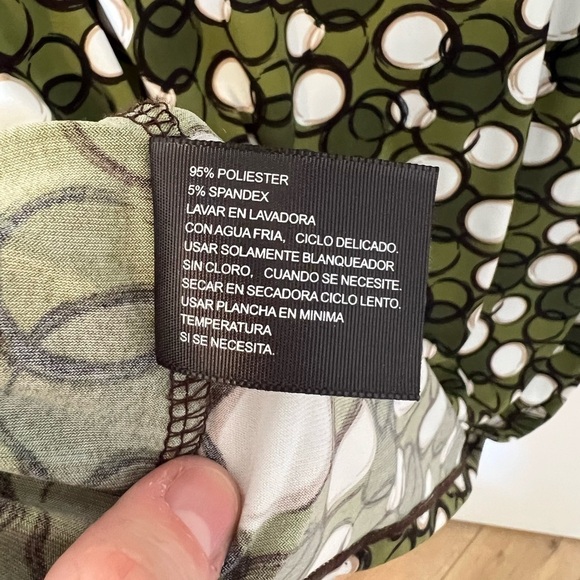 95% POLIESTER
5% SPANDEX
LAVAR EN LAVADORA
CON AGUA FRIA, CICLO DELICADO.
USAR SOLAMENTE BLANQUEADOR
SIN CLORO, CUANDO SE NECESITE.
SECAR EN SECADORA CICLO LENTO.
USAR PLANCHA EN MINIMA
TEMPERATURA
SI SE NECESITA.